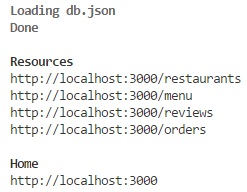 Loading db.json
Done
Resources
http://localhost:3000/restaurants
http://localhost:3000/menu
http://localhost:3000/reviews
http://localhost:3000/orders
Home
http://localhost:3000